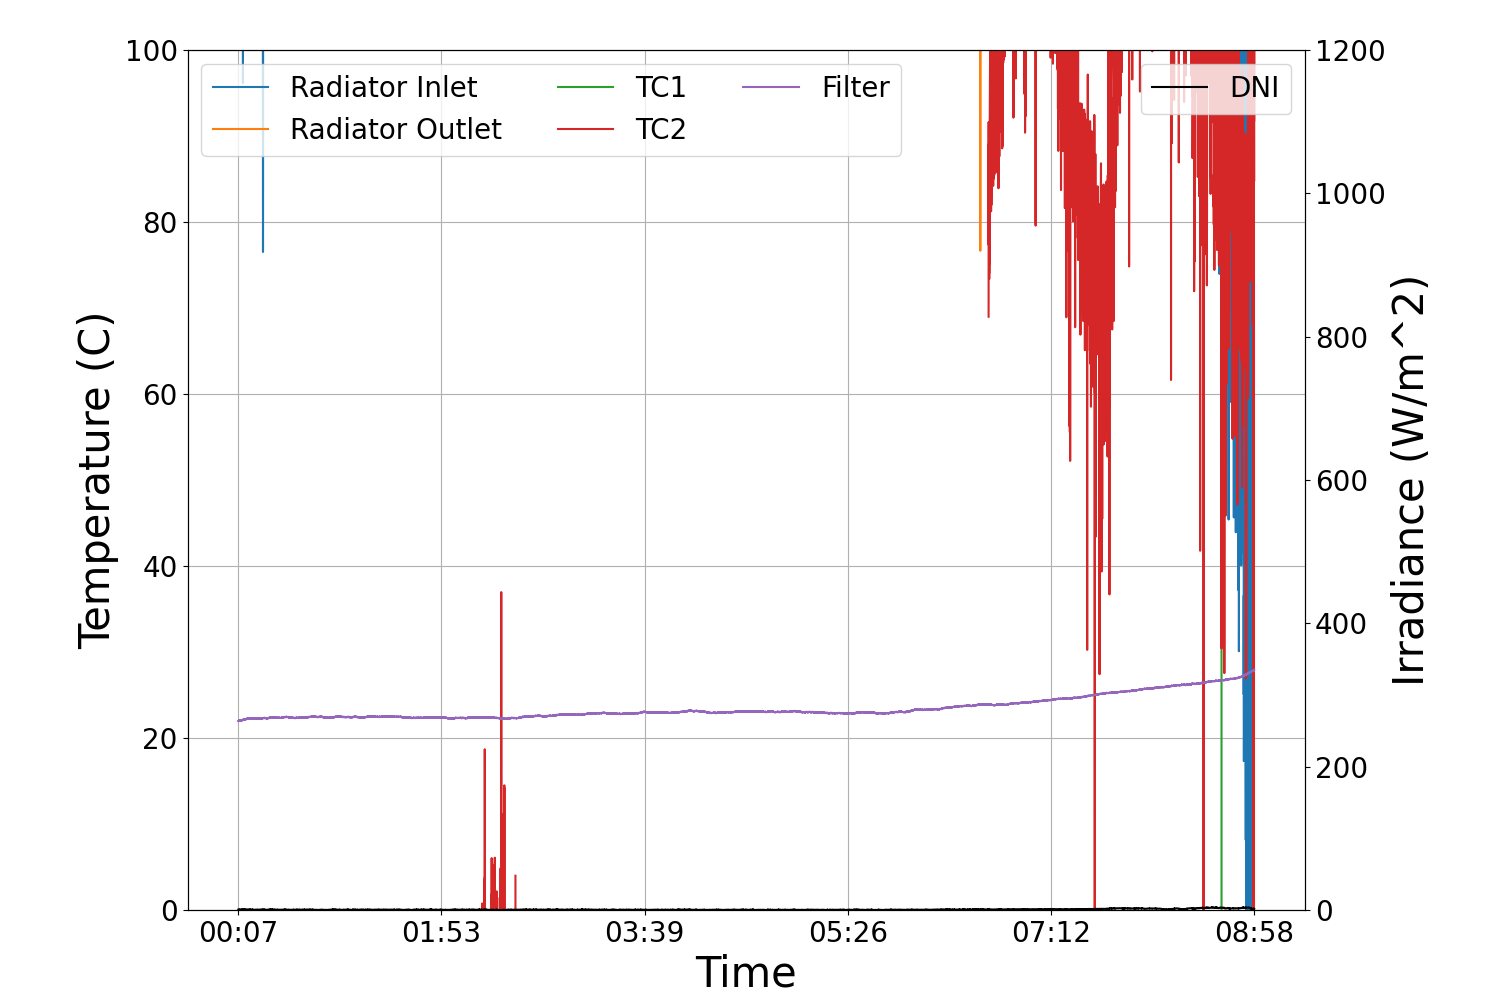 100
80
60
40
20
0
Temperature (C)
Radiator Inlet
Radiator Outlet
TC1
TC2
Filter
DNI
1200
1000
800
600
400
200
0
Irradiance (W/m^2)
00:07 01:53 03:39 05:26 07:12 08:58
Time